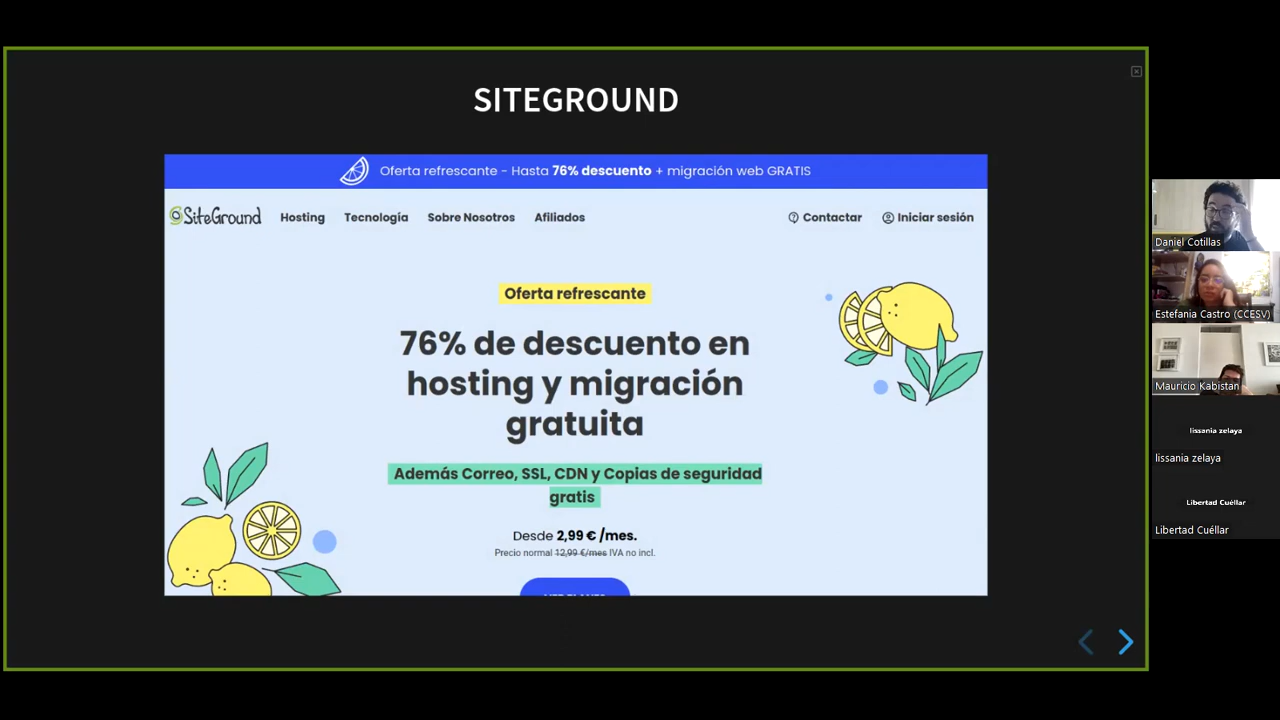 SITEGROUND
Oferta refrescante - Hasta 76% descuento + migración web GRATIS
SiteGround
Hosting
Tecnología
Sobre Nosotros
Afiliados
Contactar
Iniciar sesión
Oferta refrescante
76% de descuento en
hosting y migración
gratuita
Además Correo, SSL, CDN y Copias de seguridad
gratis
Desde 2,99 € /mes.
Precio normal 12,99 €/mes IVA no incl.
Daniel Cotillas
Estefania Castro (CCESV)
Mauricio Kabistan
lissania zelaya
lissania zelaya
Libertad Cuéllar
Libertad Cuéllar